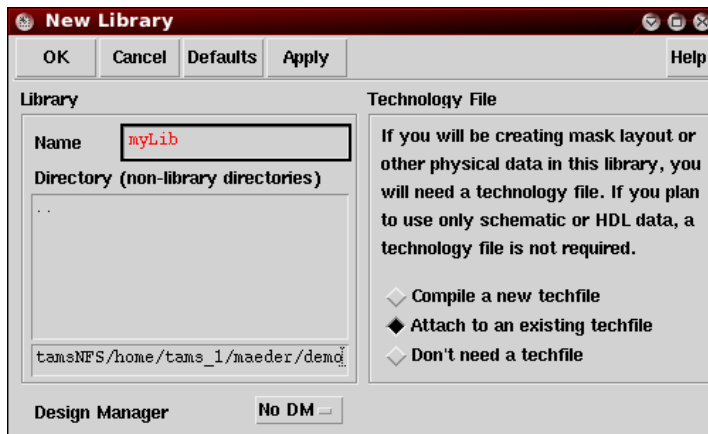 New Library
OK Cancel Defaults Apply Help
Library
Name myLib
Directory (non-library directories)
..
tamsNFS/home/tams_1/maeder/demo
Design Manager No DM
Technology File
If you will be creating mask layout or
other physical data in this library, you
will need a technology file. If you plan
to use only schematic or HDL data, a
technology file is not required.
Compile a new techfile
Attach to an existing techfile
Don't need a techfile